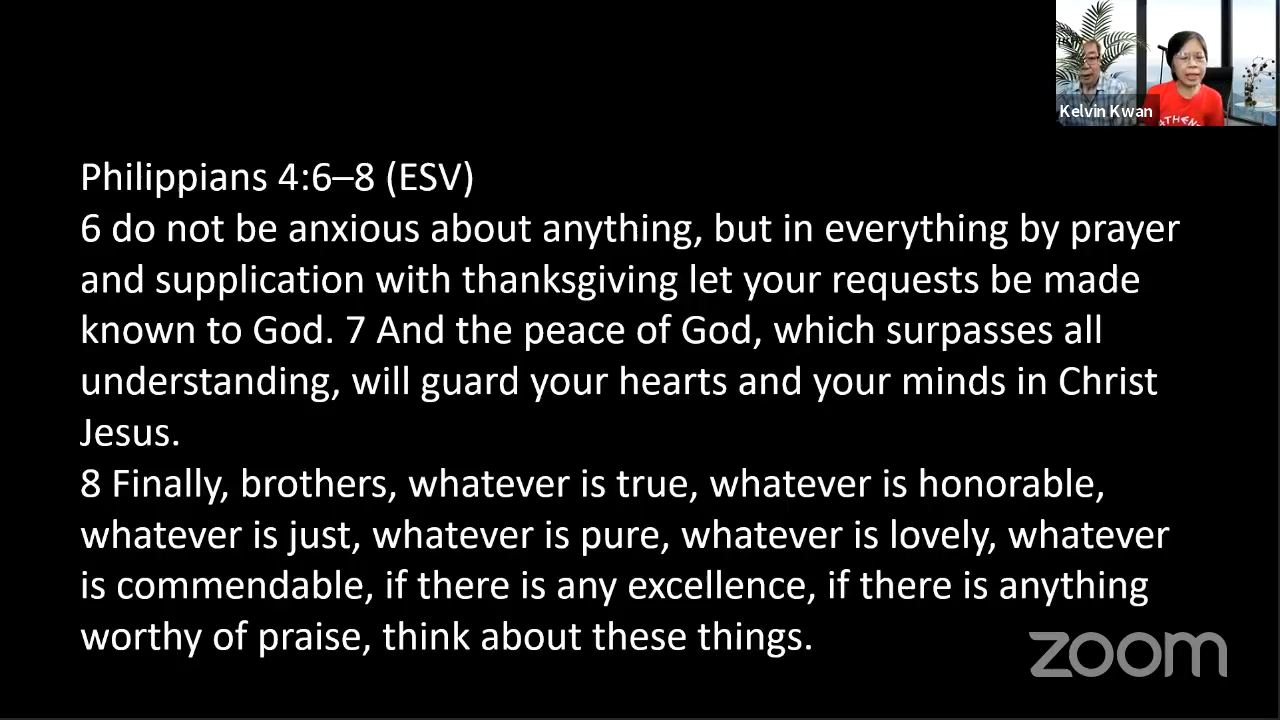 Kelvin Kwan
ATHENS
Philippians 4:6–8 (ESV)
6 do not be anxious about anything, but in everything by prayer
and supplication with thanksgiving let your requests be made
known to God. 7 And the peace of God, which surpasses all
understanding, will guard your hearts and your minds in Christ
Jesus.
8 Finally, brothers, whatever is true, whatever is honorable,
whatever is just, whatever is pure, whatever is lovely, whatever
is commendable, if there is any excellence, if there is anything
worthy of praise, think about these things.
zoom